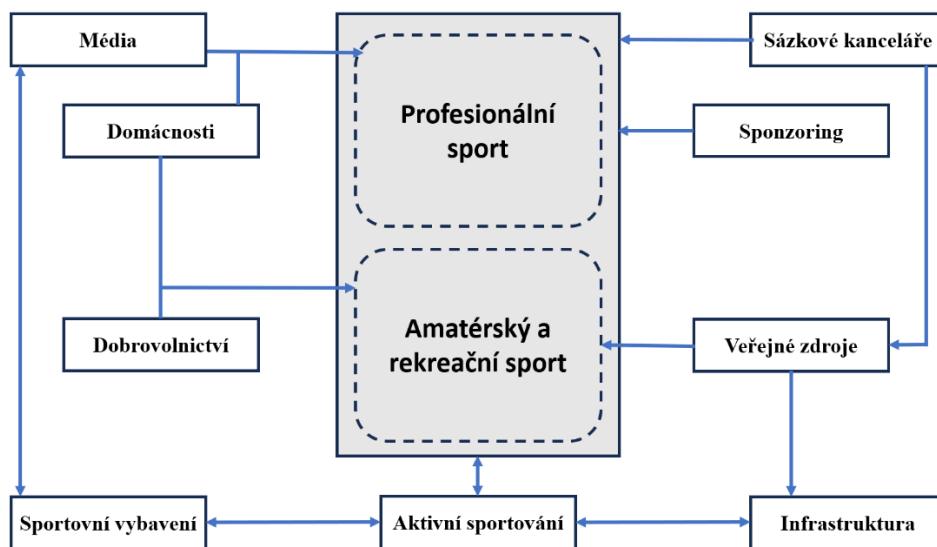 Média
Sázkové kanceláře
Profesionální
sport
Domácnosti
Sponzoring
Dobrovolnictví
Amatérský a
rekreační sport
Veřejné zdroje
Sportovní vybavení
Aktivní sportování
Infrastruktura